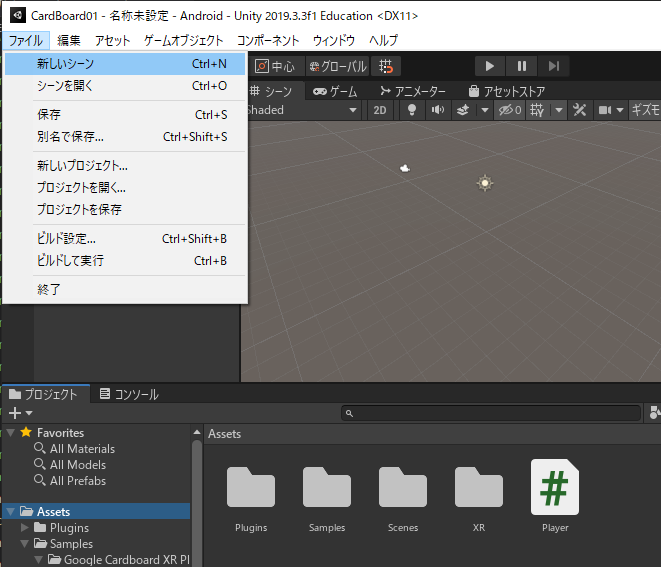 CardBoard01 - 名称未設定 - Android - Unity 2019.3.3f1 Education <DX11>
ファイル 編集 アセット ゲームオブジェクト コンポーネント ウィンドウ ヘルプ
新しいシーン Ctrl+N
シーンを開く Ctrl+O
保存 Ctrl+S
別名で保存... Ctrl+Shift+S
新しいプロジェクト...
プロジェクトを開く...
プロジェクトを保存
ビルド設定... Ctrl+Shift+B
ビルドして実行 Ctrl+B
終了
中心 グローバル
シーン ゲーム アニメーター アセットストア
Shaded 2D 0 ギズモ
プロジェクト コンソール
Favorites
All Materials
All Models
All Prefabs
Assets
Plugins
Samples
Google Cardboard XR Pl
Assets
Plugins Samples Scenes XR Player